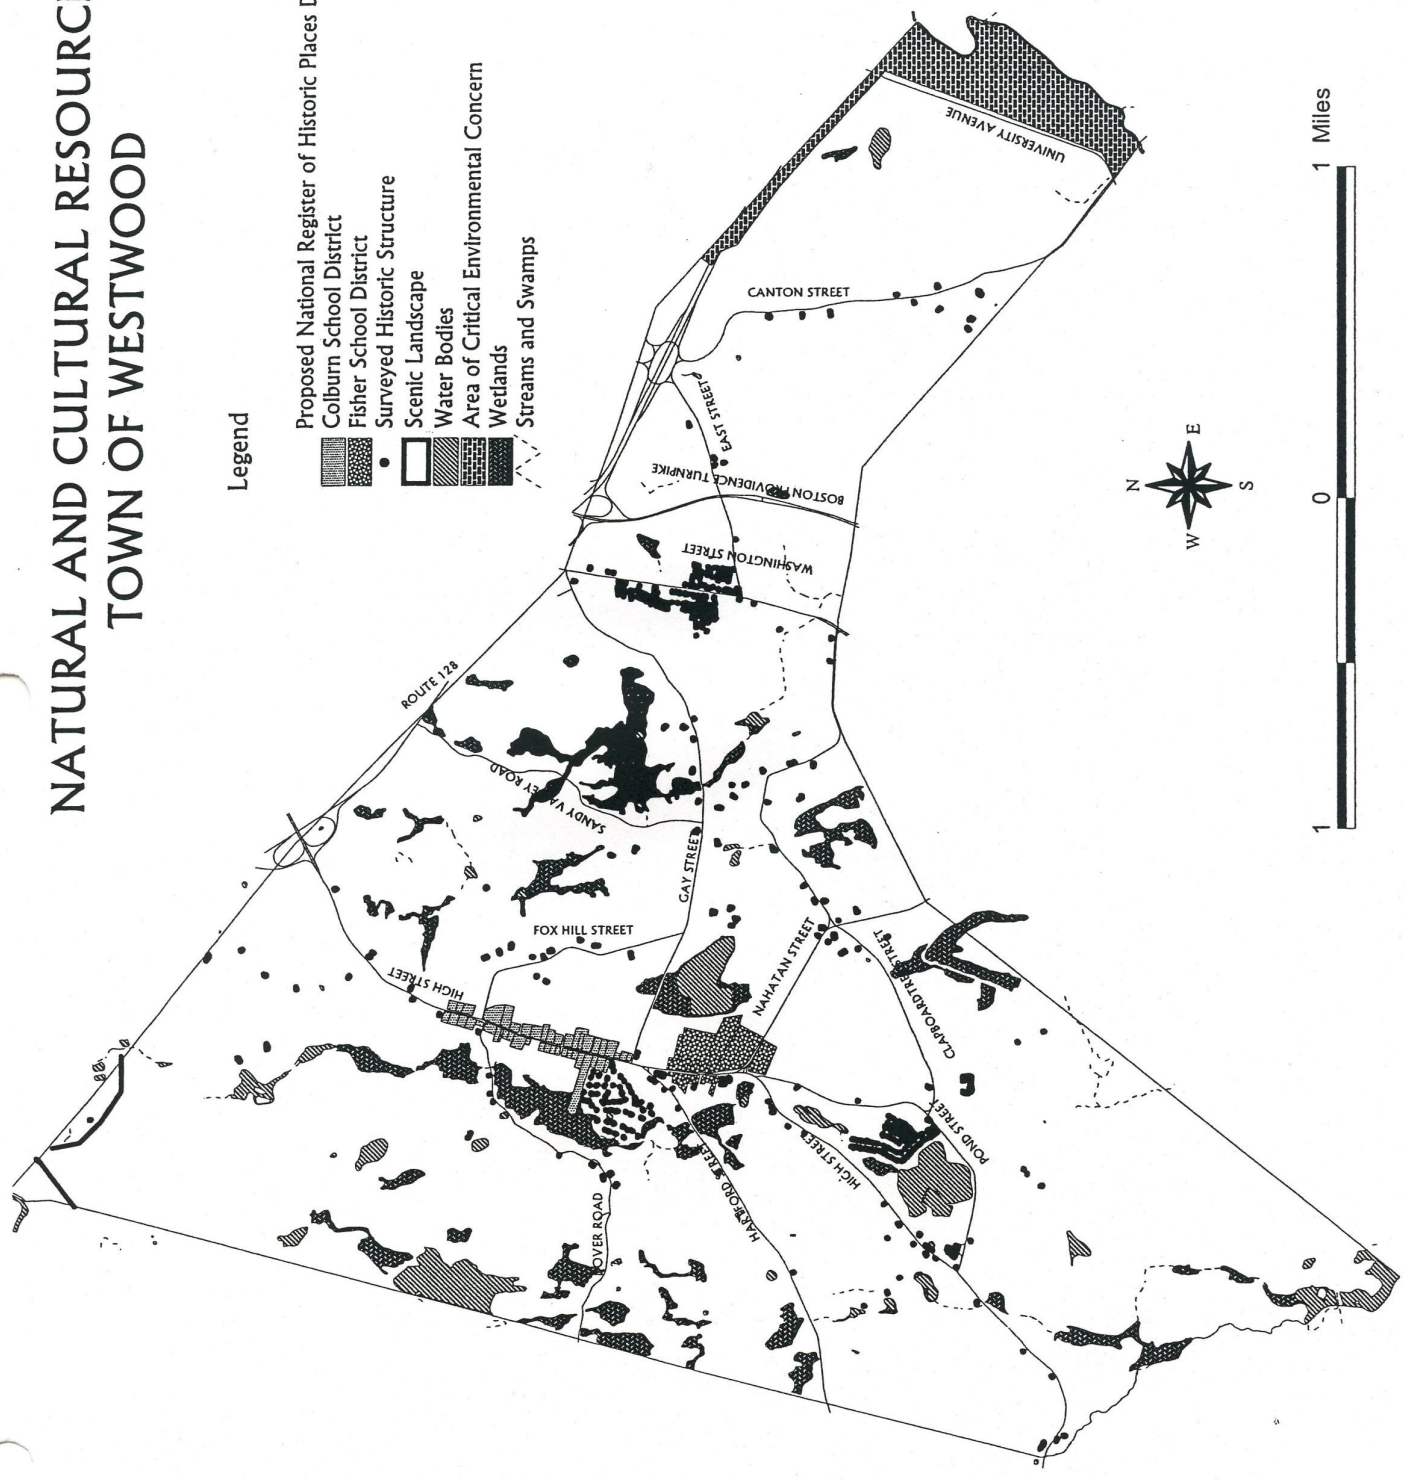 NATURAL AND CULTURAL RESOURC
TOWN OF WESTWOOD
Legend
Proposed National Register of Historic Places D
Colburn School District
Fisher School District
Surveyed Historic Structure
Scenic Landscape
Water Bodies
Area of Critical Environmental Concern
Wetlands
Streams and Swamps
ROUTE 128
UNIVERSITY AVENUE
CANTON STREET
EAST STREET
BOSTON PROVIDENCE TURNPIKE
WASHINGTON STREET
SANDY VALLEY ROAD
GAY STREET
FOX HILL STREET
HIGH STREET
NAHATAN STREET
CLAPBOARDTREE STREET
POND STREET
HIGH STREET
HARTFORD STREET
DOVER ROAD
N
E
S
W
1 0 1 Miles